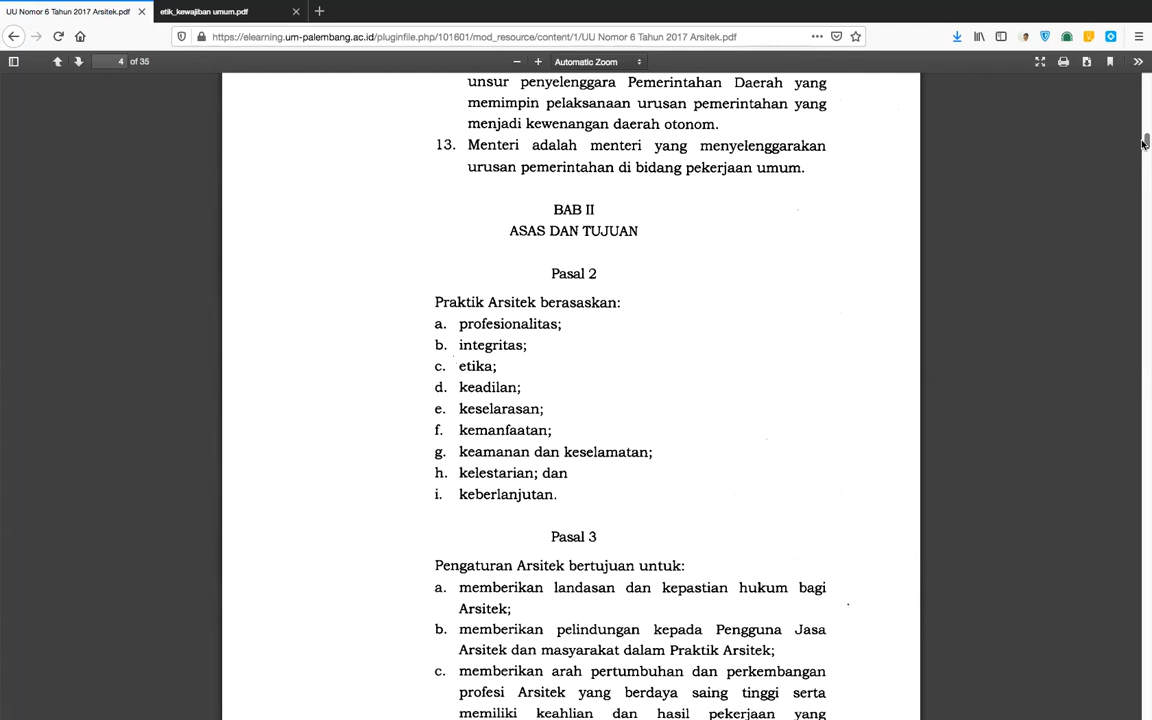 UU Nomor 6 Tahun 2017 Arsitek.pdf
etik_kewajiban umum.pdf
https://elearning.um-palembang.ac.id/pluginfile.php/101601/mod_resource/content/1/UU Nomor 6 Tahun 2017 Arsitek.pdf
4 of 35
Automatic Zoom
unsur penyelenggara Pemerintahan Daerah yang
memimpin pelaksanaan urusan pemerintahan yang
menjadi kewenangan daerah otonom.
13. Menteri adalah menteri yang menyelenggarakan
urusan pemerintahan di bidang pekerjaan umum.
BAB II
ASAS DAN TUJUAN
Pasal 2
Praktik Arsitek berasaskan:
a. profesionalitas;
b. integritas;
c. etika;
d. keadilan;
e. keselarasan;
f. kemanfaatan;
g. keamanan dan keselamatan;
h. kelestarian; dan
i. keberlanjutan.
Pasal 3
Pengaturan Arsitek bertujuan untuk:
a. memberikan landasan dan kepastian hukum bagi
Arsitek;
b. memberikan pelindungan kepada Pengguna Jasa
Arsitek dan masyarakat dalam Praktik Arsitek;
c. memberikan arah pertumbuhan dan perkembangan
profesi Arsitek yang berdaya saing tinggi serta
memiliki keahlian dan hasil pekerjaan yang